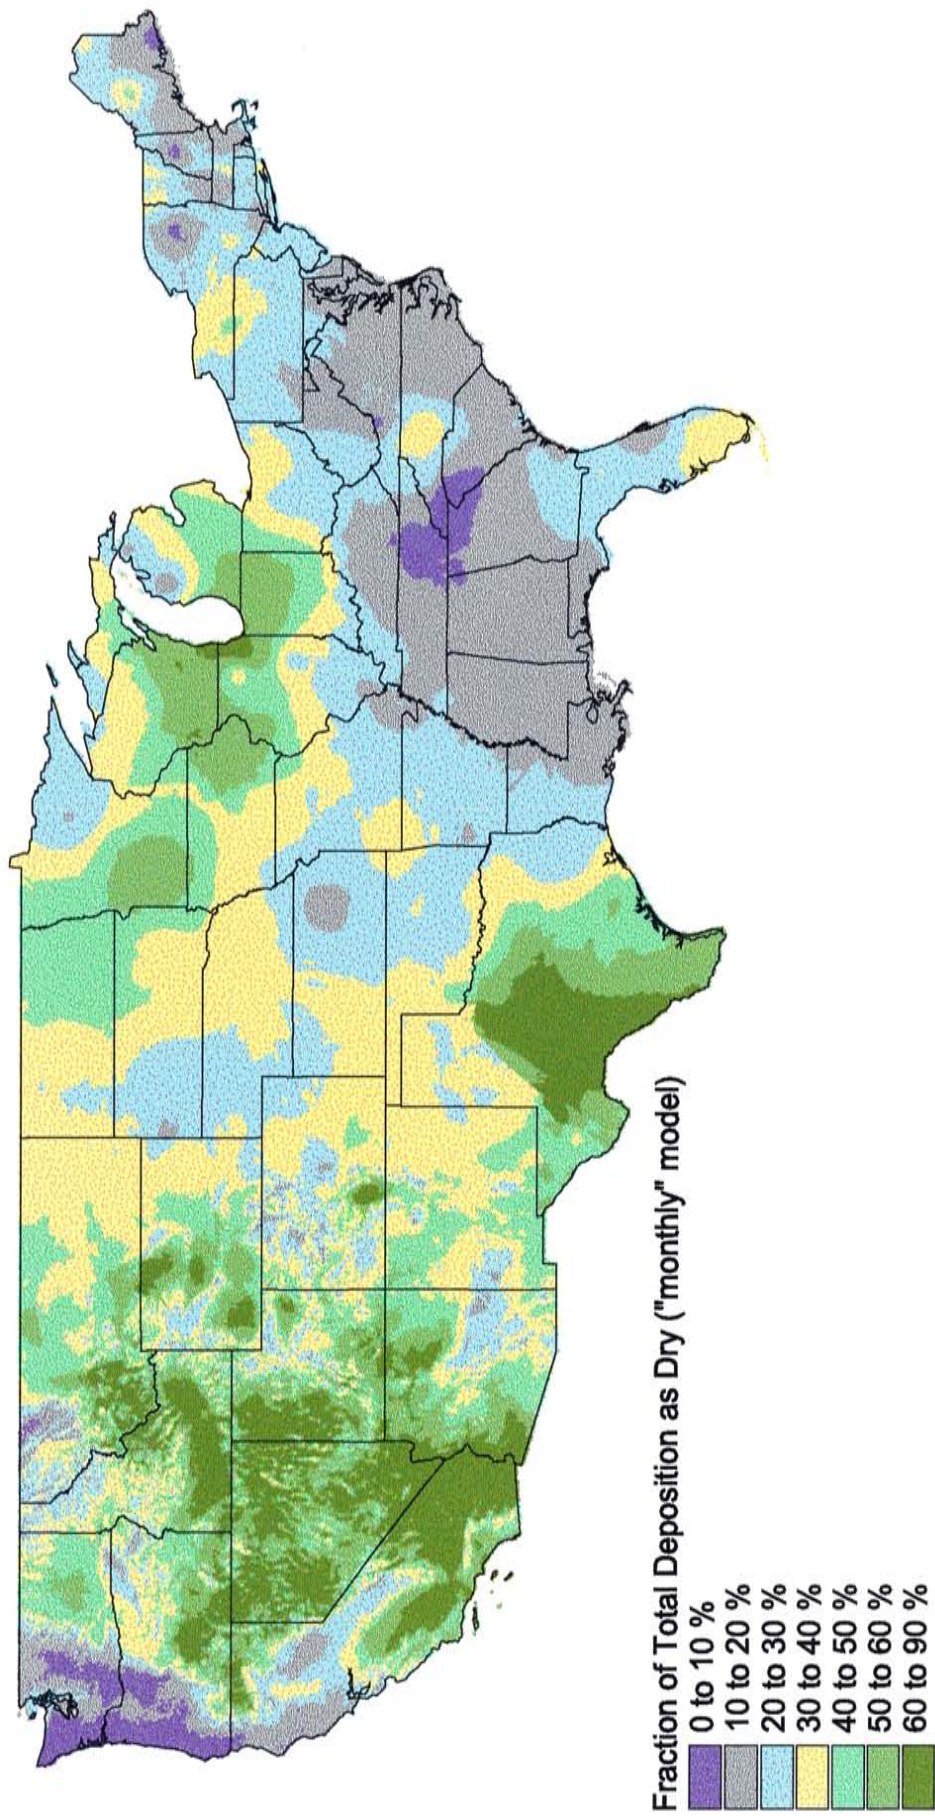 Fraction of Total Deposition as Dry ("monthly" model)
0 to 10 %
10 to 20 %
20 to 30 %
30 to 40 %
40 to 50 %
50 to 60 %
60 to 90 %